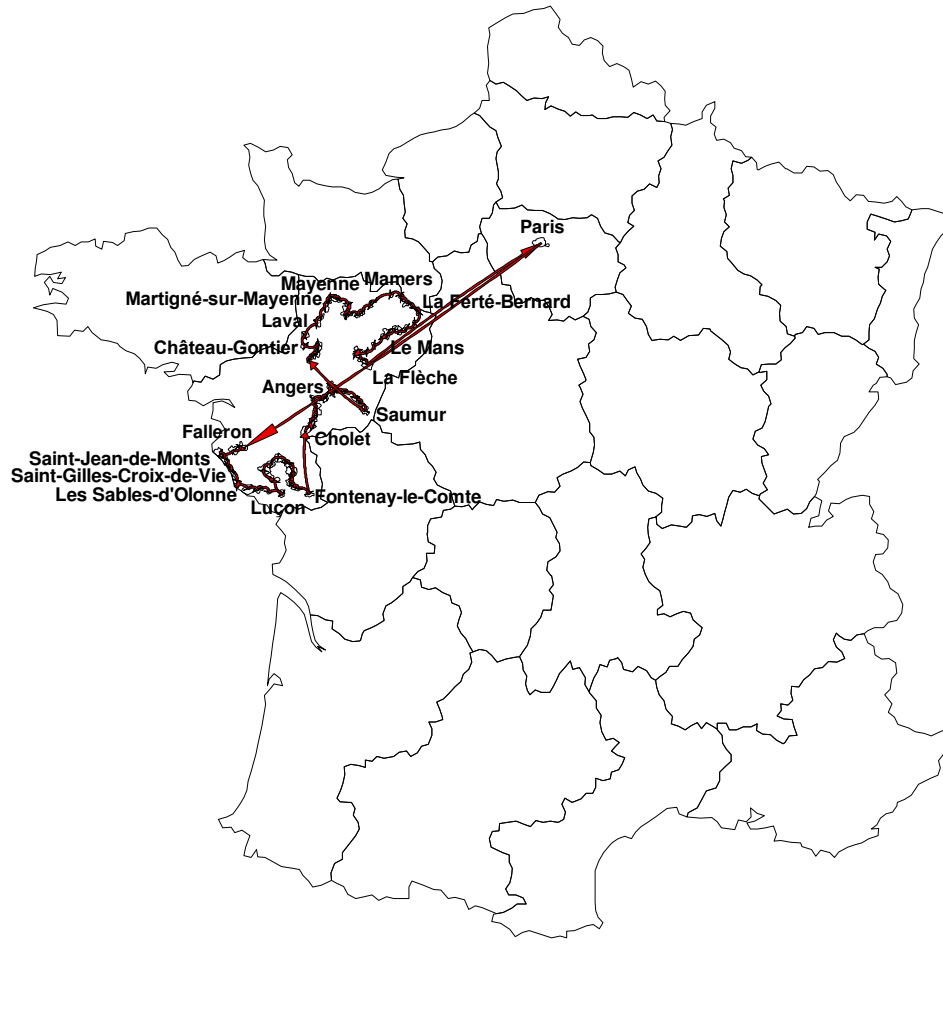 Paris
Mayenne
Mamers
Martigné-sur-Mayenne
La Ferté-Bernard
Laval
Château-Gontier
Le Mans
La Flèche
Angers
Saumur
Falleron
Cholet
Saint-Jean-de-Monts
Saint-Gilles-Croix-de-Vie
Les Sables-d'Olonne
Fontenay-le-Comte
Luçon